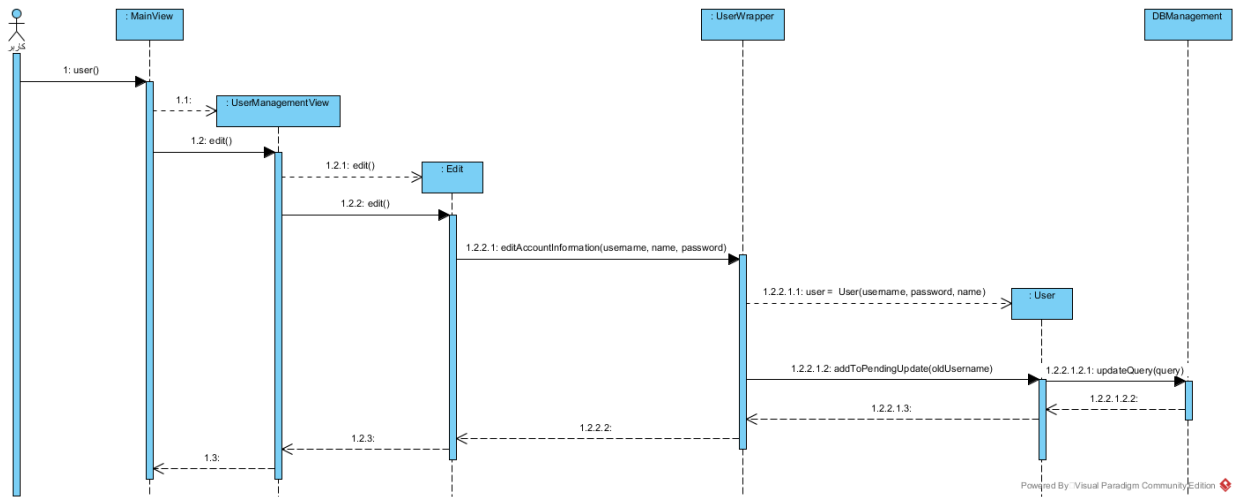 : MainView
: UserWrapper
DBManagement
کاربر
1: user()
1.1:
: UserManagementView
1.2: edit()
1.2.1: edit()
: Edit
1.2.2: edit()
1.2.2.1: editAccountInformation(username, name, password)
1.2.2.1.1: user = User(username, password, name)
: User
1.2.2.1.2: addToPendingUpdate(oldUsername)
1.2.2.1.2.1: updateQuery(query)
1.2.2.1.2.2:
1.2.2.1.3:
1.2.2.2:
1.2.3:
1.3:
Powered By Visual Paradigm Community Edition